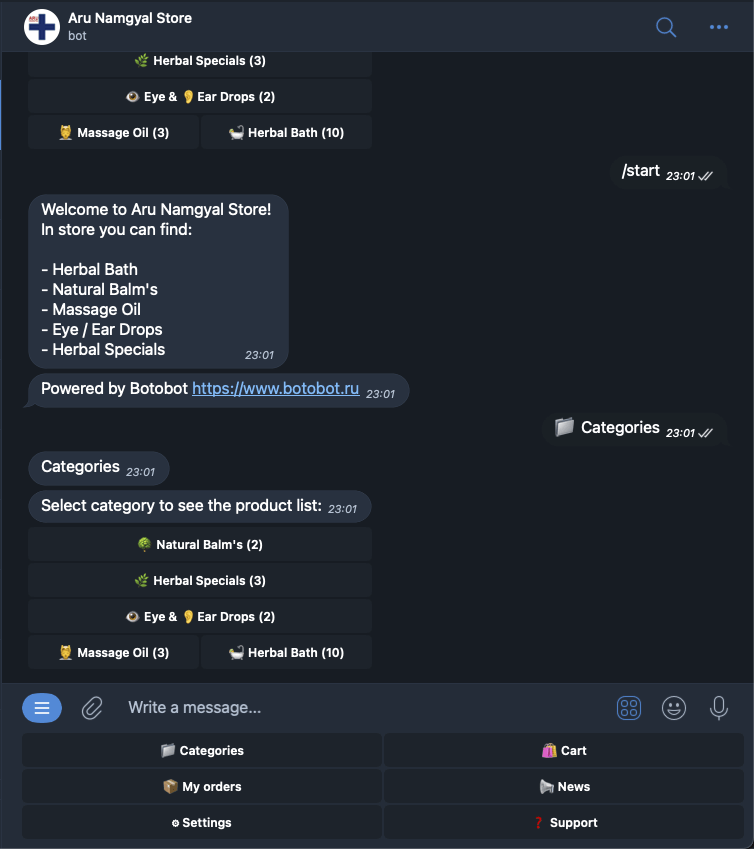 Aru Namgyal Store
bot
🌿 Herbal Specials (3)
👁 Eye & 👂 Ear Drops (2)
💆 Massage Oil (3)
🛀 Herbal Bath (10)
/start 23:01
Welcome to Aru Namgyal Store!
In store you can find:
- Herbal Bath
- Natural Balm's
- Massage Oil
- Eye / Ear Drops
- Herbal Specials
23:01
Powered by Botobot https://www.botobot.ru 23:01
📁 Categories 23:01
Categories 23:01
Select category to see the product list: 23:01
🌳 Natural Balm's (2)
🌿 Herbal Specials (3)
👁 Eye & 👂 Ear Drops (2)
💆 Massage Oil (3)
🛀 Herbal Bath (10)
Write a message...
📁 Categories
🛍 Cart
📦 My orders
📢 News
⚙ Settings
❓ Support